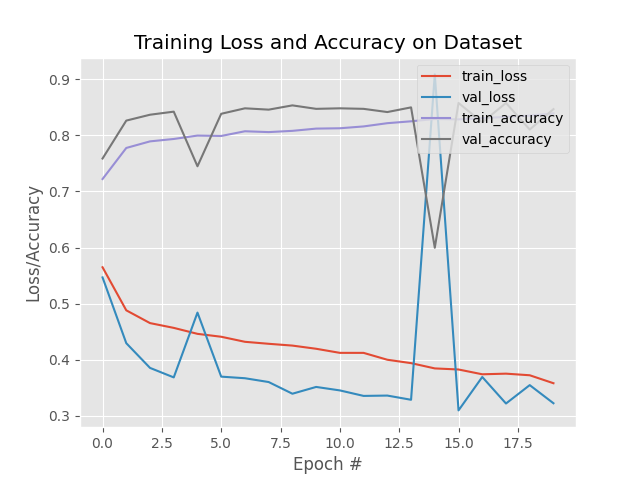 Training Loss and Accuracy on Dataset
train_loss
val_loss
train_accuracy
val_accuracy
0.9
0.8
0.7
0.6
0.5
0.4
0.3
Loss/Accuracy
0.0 2.5 5.0 7.5 10.0 12.5 15.0 17.5
Epoch #